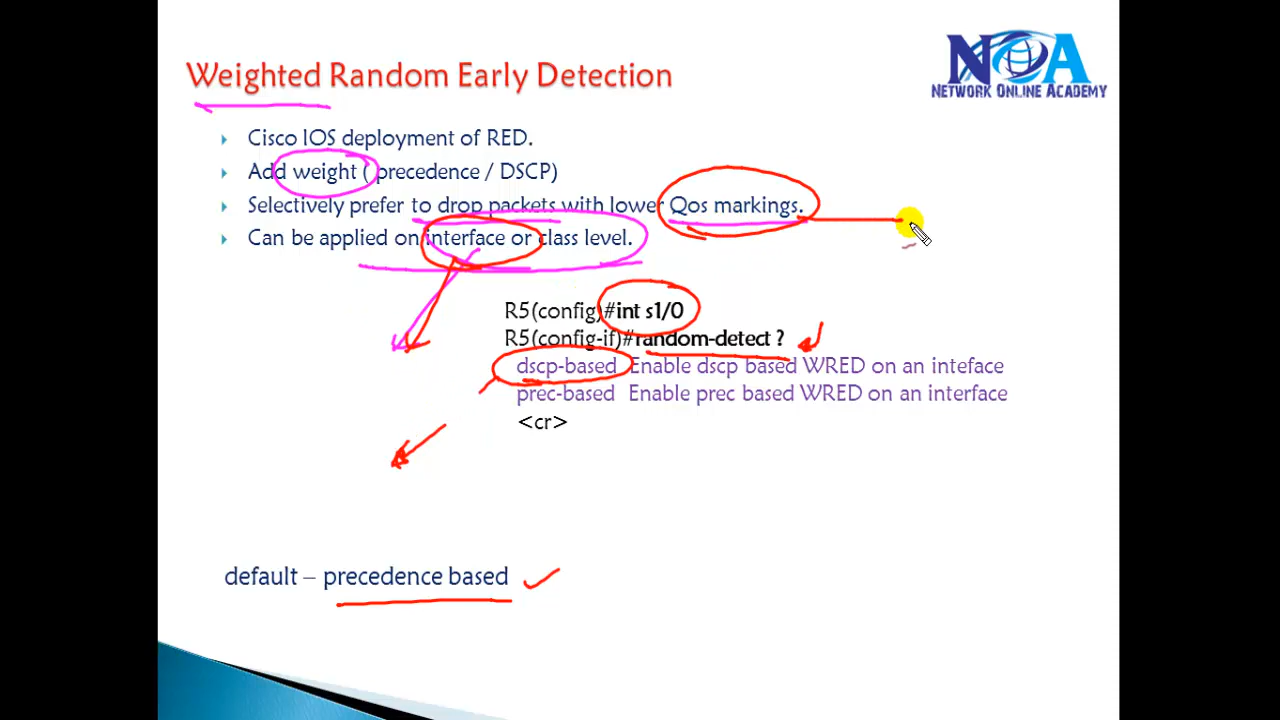 Weighted Random Early Detection
NOA
NETWORK ONLINE ACADEMY
Cisco IOS deployment of RED.
Add weight ( precedence / DSCP)
Selectively prefer to drop packets with lower Qos markings.
Can be applied on interface or class level.
R5(config)#int s1/0
R5(config-if)#random-detect ?
dscp-based Enable dscp based WRED on an inteface
prec-based Enable prec based WRED on an interface
<cr>
default – precedence based